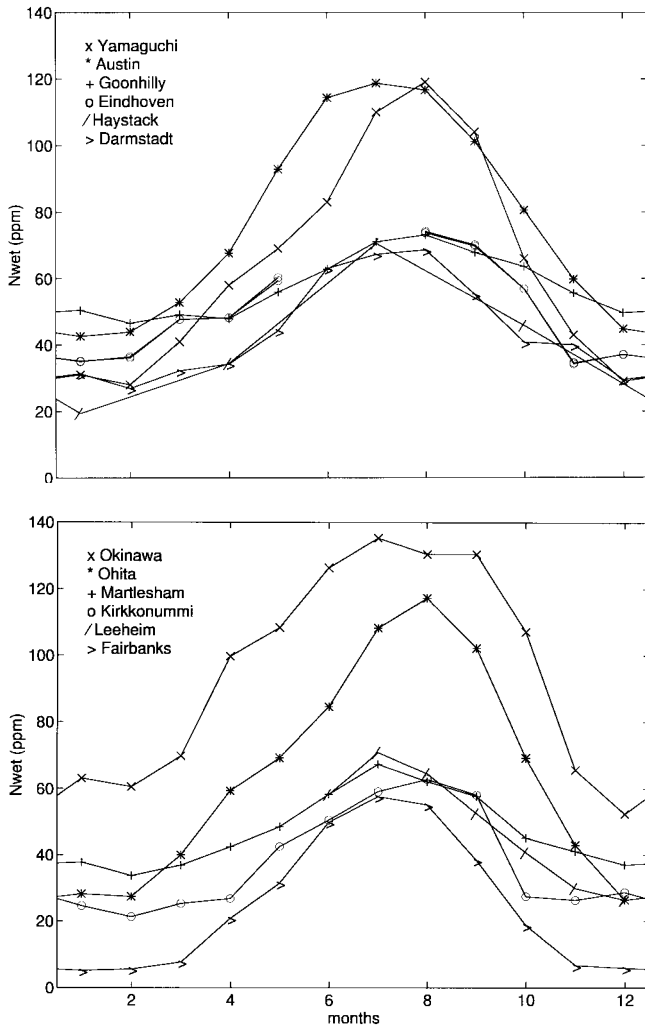 140
120
100
80
60
40
20
0
Nwet (ppm)
x Yamaguchi
* Austin
+ Goonhilly
o Eindhoven
/ Haystack
> Darmstadt
140
120
100
80
60
40
20
0
Nwet (ppm)
x Okinawa
* Ohita
+ Martlesham
o Kirkkonummi
/ Leeheim
> Fairbanks
2
4
6
8
10
12
months